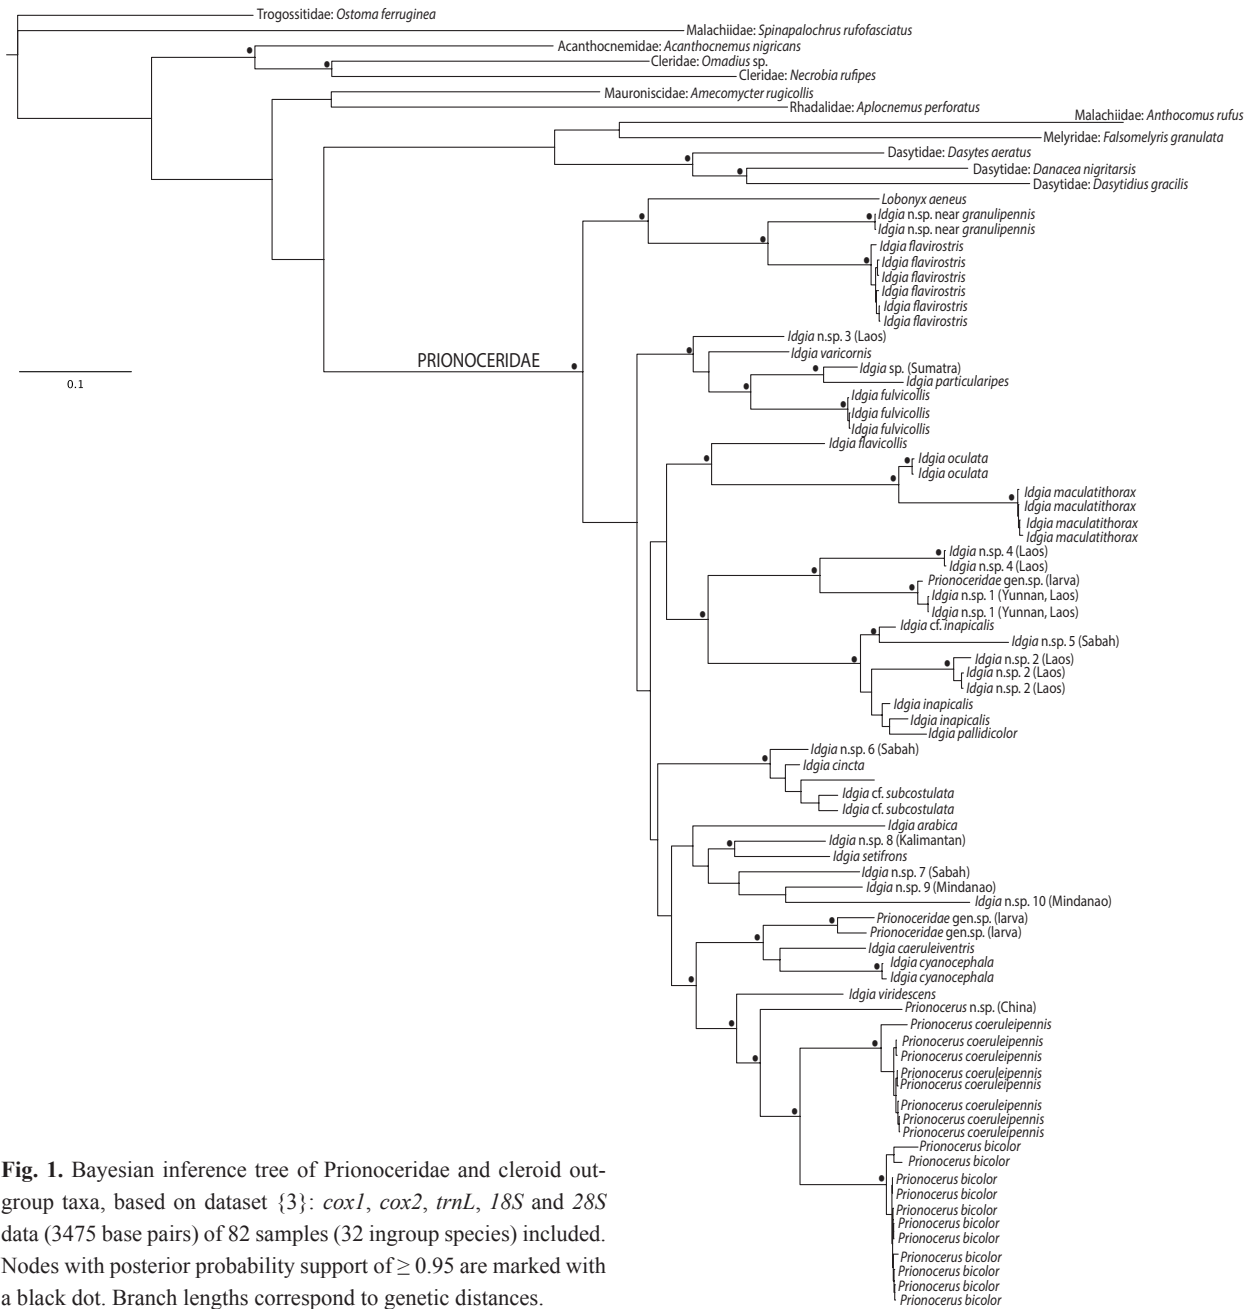 Trogossitidae: Ostoma ferruginea
Malachiidae: Spinapalochrus rufofasciatus
Acanthocnemidae: Acanthocnemus nigricans
Cleridae: Omadius sp.
Cleridae: Necrobia rufipes
Mauroniscidae: Amecomycter rugicollis
Rhadalidae: Aplocnemus perforatus
Malachiidae: Anthocomus rufus
Melyridae: Falsomelyris granulata
Dasytidae: Dasytes aeratus
Dasytidae: Danacea nigritarsis
Dasytidae: Dasytidius gracilis
Lobonyx aeneus
Idgia n.sp. near granulipennis
Idgia n.sp. near granulipennis
Idgia flavirostris
Idgia flavirostris
Idgia flavirostris
Idgia flavirostris
Idgia flavirostris
Idgia flavirostris
Idgia n.sp. 3 (Laos)
Idgia varicornis
PRIONOCERIDAE
Idgia sp. (Sumatra)
Idgia particularipes
0.1
Idgia fulvicollis
Idgia fulvicollis
Idgia fulvicollis
Idgia flavicollis
Idgia oculata
Idgia oculata
Idgia maculatithorax
Idgia maculatithorax
Idgia maculatithorax
Idgia maculatithorax
Idgia n.sp. 4 (Laos)
Idgia n.sp. 4 (Laos)
Prionoceridae gen.sp. (larva)
Idgia n.sp. 1 (Yunnan, Laos)
Idgia n.sp. 1 (Yunnan, Laos)
Idgia cf. inapicalis
Idgia n.sp. 5 (Sabah)
Idgia n.sp. 2 (Laos)
Idgia n.sp. 2 (Laos)
Idgia n.sp. 2 (Laos)
Idgia inapicalis
Idgia inapicalis
Idgia pallidicolor
Idgia n.sp. 6 (Sabah)
Idgia cincta
Idgia cf. subcostulata
Idgia cf. subcostulata
Idgia arabica
Idgia n.sp. 8 (Kalimantan)
Idgia setifrons
Idgia n.sp. 7 (Sabah)
Idgia n.sp. 9 (Mindanao)
Idgia n.sp. 10 (Mindanao)
Prionoceridae gen.sp. (larva)
Prionoceridae gen.sp. (larva)
Idgia caeruleiventris
Idgia cyanocephala
Idgia cyanocephala
Idgia viridescens
Prionocerus n.sp. (China)
Prionocerus coeruleipennis
Prionocerus coeruleipennis
Prionocerus coeruleipennis
Prionocerus coeruleipennis
Prionocerus coeruleipennis
Prionocerus coeruleipennis
Prionocerus coeruleipennis
Prionocerus coeruleipennis
Prionocerus bicolor
Prionocerus bicolor
Prionocerus bicolor
Prionocerus bicolor
Prionocerus bicolor
Prionocerus bicolor
Prionocerus bicolor
Prionocerus bicolor
Prionocerus bicolor
Prionocerus bicolor
Prionocerus bicolor
Fig. 1. Bayesian inference tree of Prionoceridae and cleroid out-
group taxa, based on dataset {3}: cox1, cox2, trnL, 18S and 28S
data (3475 base pairs) of 82 samples (32 ingroup species) included.
Nodes with posterior probability support of ≥ 0.95 are marked with
a black dot. Branch lengths correspond to genetic distances.